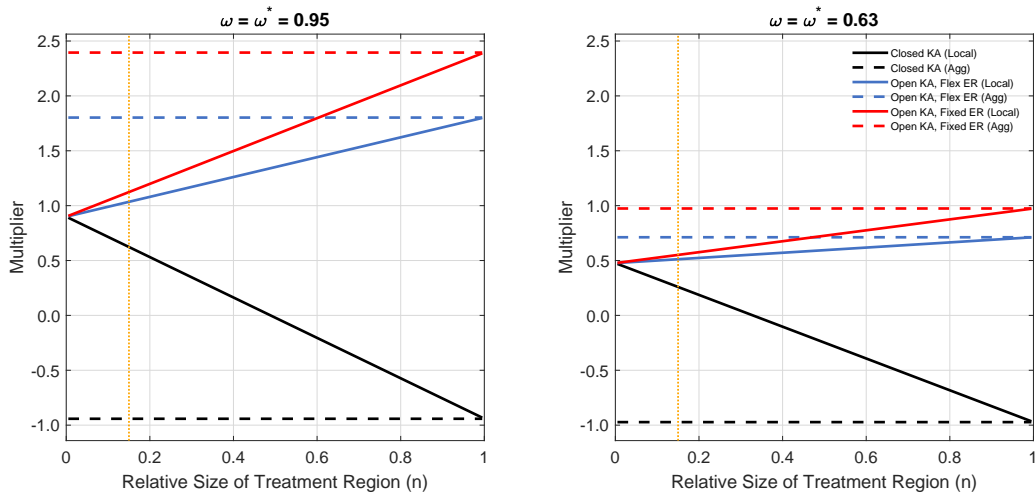 ω = ω* = 0.95
2.5
2.0
1.5
1.0
0.5
0.0
-0.5
-1.0
Multiplier
0 0.2 0.4 0.6 0.8 1
Relative Size of Treatment Region (n)
ω = ω* = 0.63
2.5
2.0
1.5
1.0
0.5
0.0
-0.5
-1.0
Multiplier
0 0.2 0.4 0.6 0.8 1
Relative Size of Treatment Region (n)
Closed KA (Local)
Closed KA (Agg)
Open KA, Flex ER (Local)
Open KA, Flex ER (Agg)
Open KA, Fixed ER (Local)
Open KA, Fixed ER (Agg)